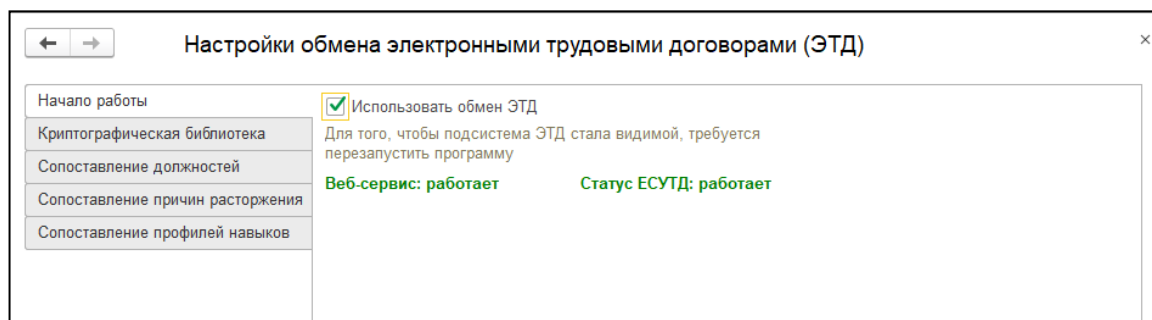 Настройки обмена электронными трудовыми договорами (ЭТД)
Начало работы
Криптографическая библиотека
Сопоставление должностей
Сопоставление причин расторжения
Сопоставление профилей навыков
Использовать обмен ЭТД
Для того, чтобы подсистема ЭТД стала видимой, требуется
перезапустить программу
Веб-сервис: работает Статус ЕСУТД: работает